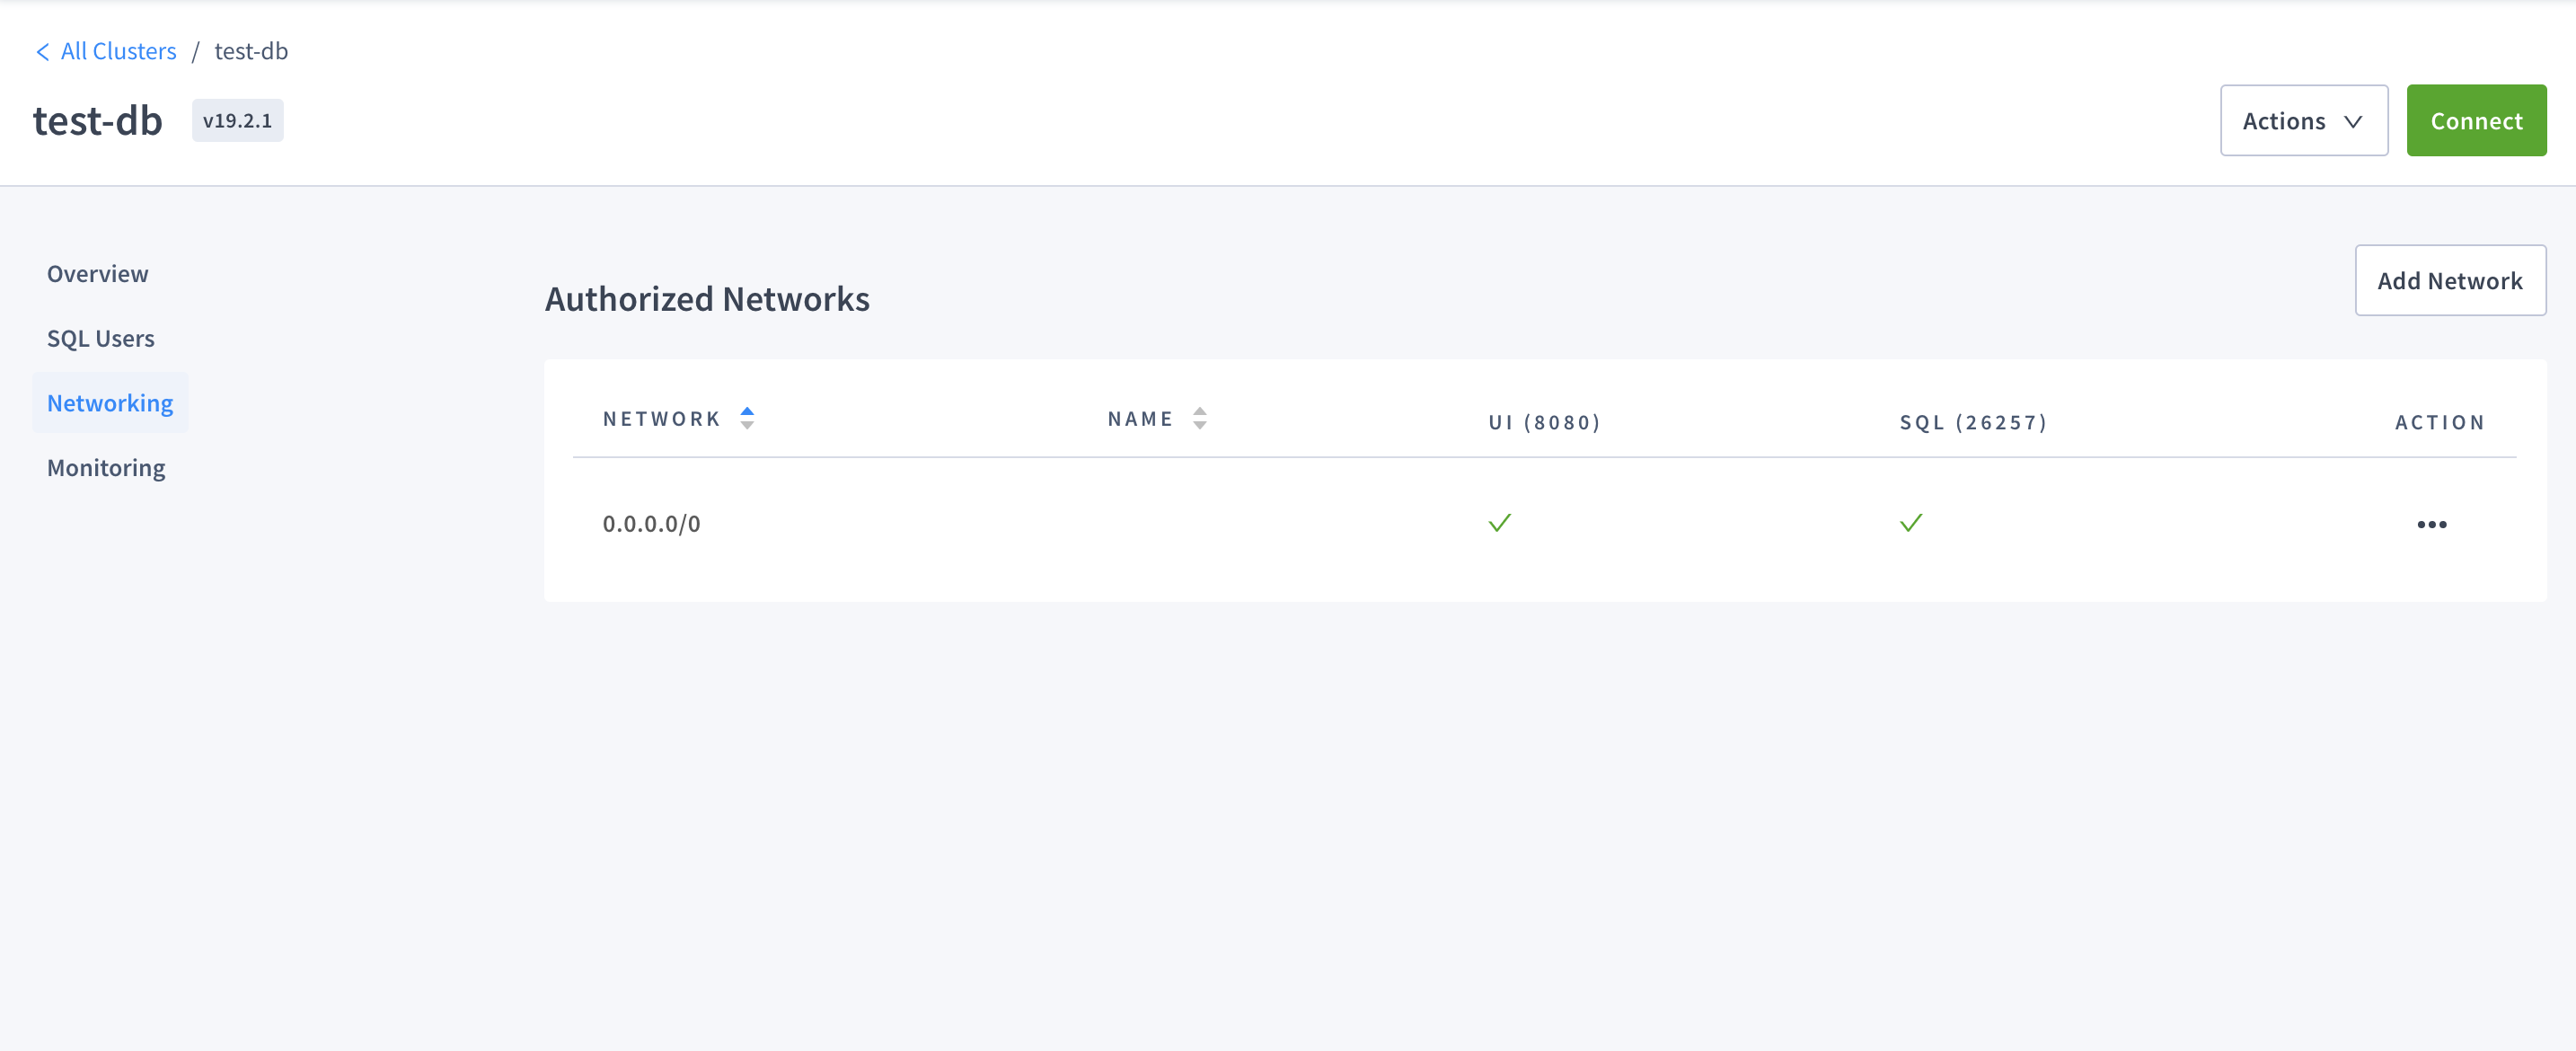 All Clusters / test-db
test-db v19.2.1
Actions
Connect
Overview
SQL Users
Networking
Monitoring
Authorized Networks
Add Network
NETWORK NAME UI (8080) SQL (26257) ACTION
0.0.0.0/0